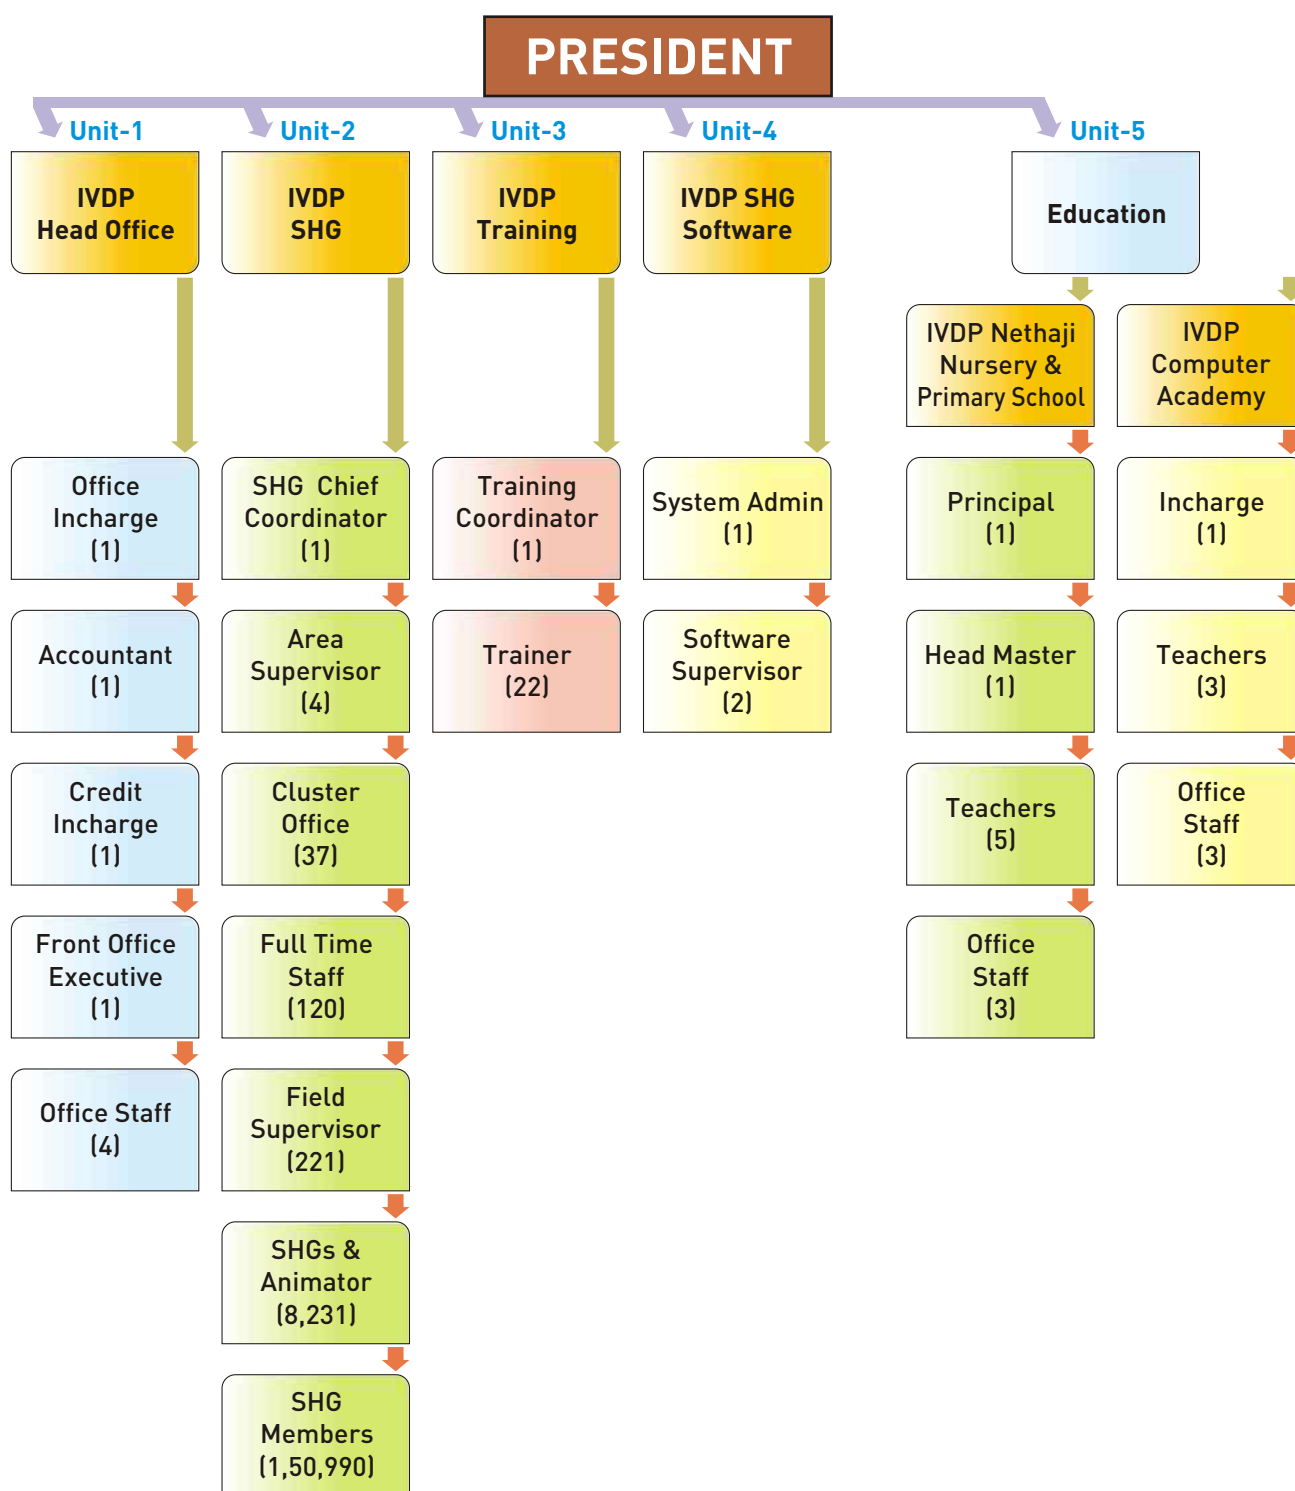 PRESIDENT
Unit-1
IVDP
Head Office
Office
Incharge
(1)
Accountant
(1)
Credit
Incharge
(1)
Front Office
Executive
(1)
Office Staff
(4)
Unit-2
IVDP
SHG
SHG Chief
Coordinator
(1)
Area
Supervisor
(4)
Cluster
Office
(37)
Full Time
Staff
(120)
Field
Supervisor
(221)
SHGs &
Animator
(8,231)
SHG
Members
(1,50,990)
Unit-3
IVDP
Training
Training
Coordinator
(1)
Trainer
(22)
Unit-4
IVDP SHG
Software
System Admin
(1)
Software
Supervisor
(2)
Unit-5
Education
IVDP Nethaji
Nursery &
Primary School
Principal
(1)
Head Master
(1)
Teachers
(5)
Office
Staff
(3)
IVDP
Computer
Academy
Incharge
(1)
Teachers
(3)
Office
Staff
(3)